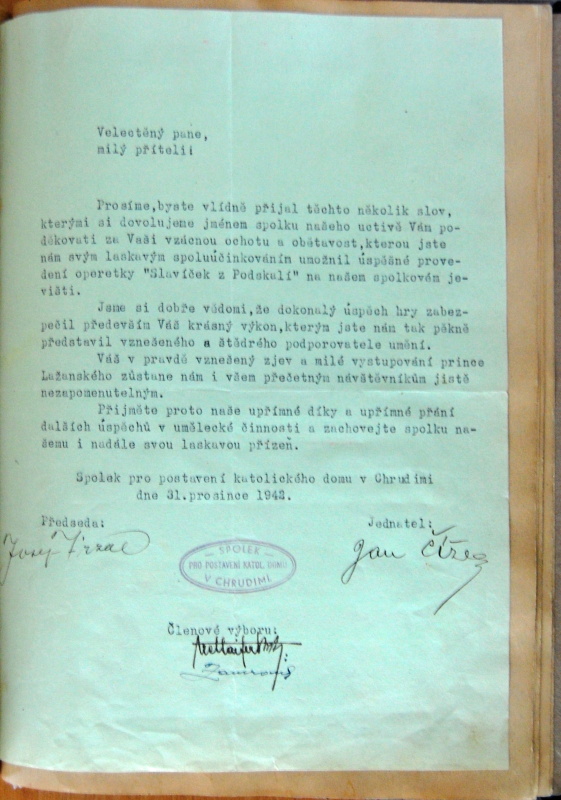 Velectěný pane,
milý příteli!
Prosíme,byste vlídně přijal těchto několik slov,
kterými si dovolujeme jménem spolku našeho uctivě Vám po-
děkovati za Vaši vzácnou ochotu a obětavost,kterou jste
nám svým laskavým spoluúčinkováním umožnil úspěšné prove-
dení operetky "Slavíček z Podskalí" na našem spolkovém je-
višti.
Jsme si dobře vědomi,že dokonalý úspěch hry zabez-
pečil především Váš krásný výkon,kterým jste nám tak pěkně
představil vznešeného a štědrého podporovatele umění.
Váš v pravdě vznešený zjev a milé vystupování prince
Lažanského zůstane nám i všem přečetným návštěvníkům jistě
nezapomenutelným.
Přijměte proto naše upřímné díky a upřímné přání
dalších úspěchů v umělecké činnosti a zachovejte spolku na-
šemu i nadále svou laskavou přízeň.
Spolek pro postavení katolického domu v Chrudimi
dne 31.prosince 1942.
Předseda: Jednatel:
Josef Jan
SPOLEK
PRO POSTAVENÍ KATOL. DOMU
V CHRUDIMI
Členové výboru: